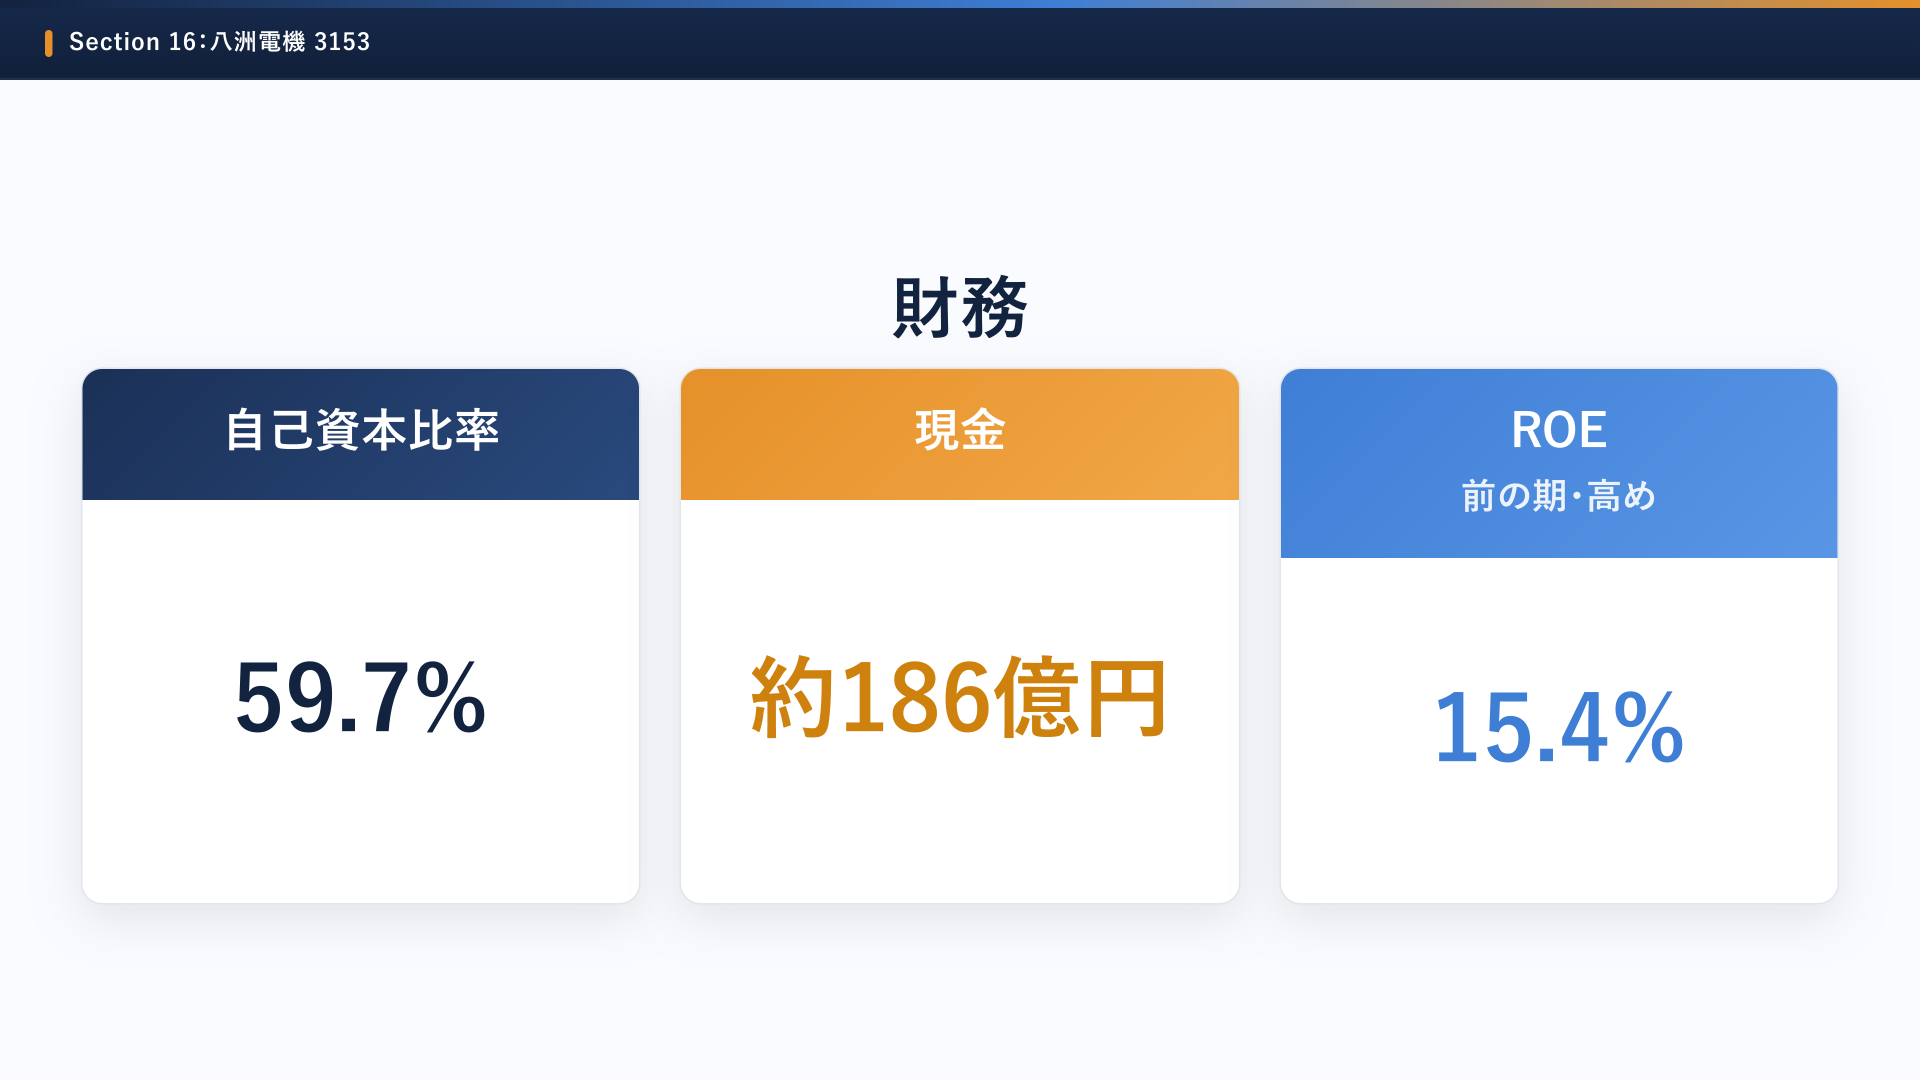 Section 16：八洲電機 3153
財務
自己資本比率
59.7%
現金
約186億円
ROE
前の期・高め
15.4%